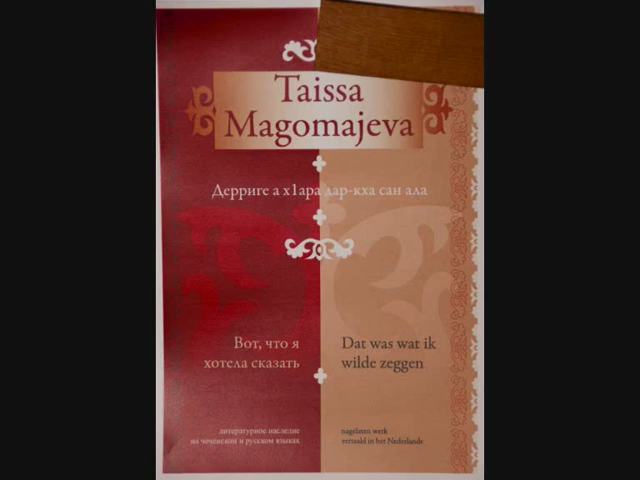 Taissa
Magomajeva
Дерриге а х1ара дар-кха сан ала
Вот, что я
хотела сказать
Dat was wat ik
wilde zeggen
литературное наследие
на чеченском и русском языках
nagelaten werk
vertaald in het Nederlands